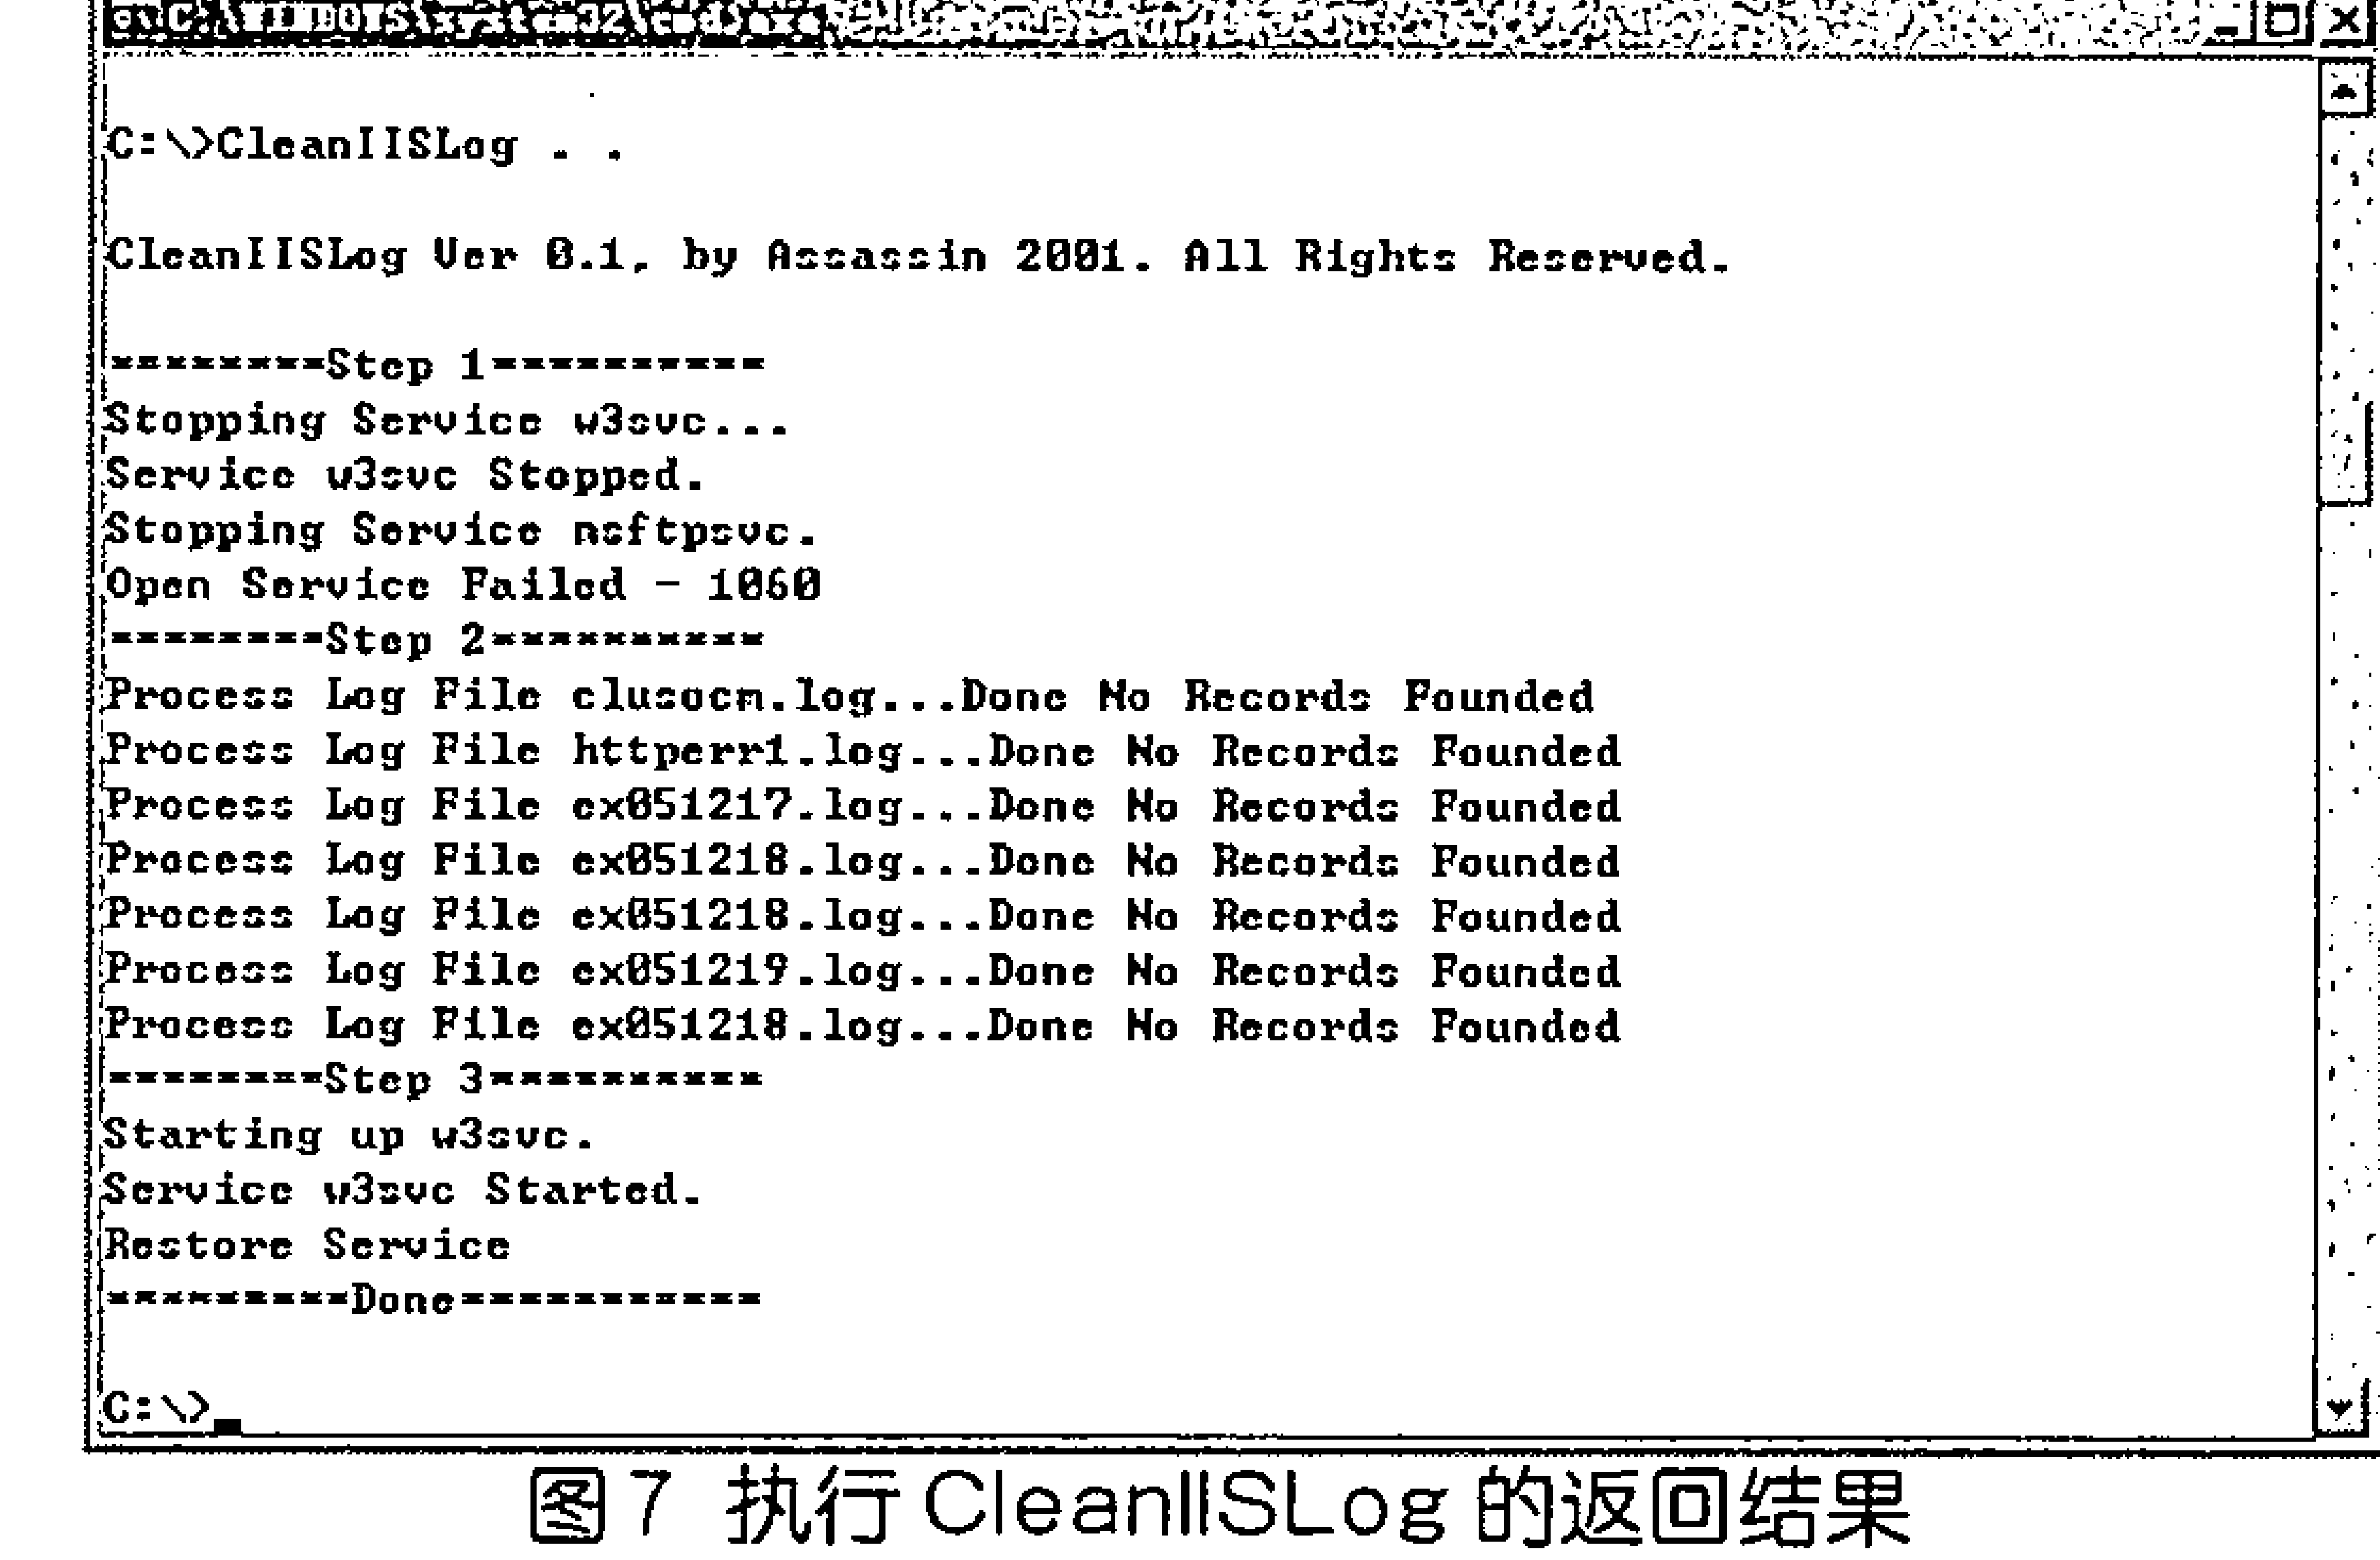 C:\WINDOWS\system32\cmd.exe
C:\>CleanIISLog . .
CleanIISLog Ver 0.1, by Assassin 2001. All Rights Reserved.
========Step 1==========
Stopping Service w3svc...
Service w3svc Stopped.
Stopping Service msftpsvc.
Open Service Failed - 1060
========Step 2==========
Process Log File clusocm.log...Done No Records Founded
Process Log File httperr1.log...Done No Records Founded
Process Log File ex051217.log...Done No Records Founded
Process Log File ex051218.log...Done No Records Founded
Process Log File ex051218.log...Done No Records Founded
Process Log File ex051219.log...Done No Records Founded
Process Log File ex051218.log...Done No Records Founded
========Step 3==========
Starting up w3svc.
Service w3svc Started.
Restore Service
=========Done===========
C:\>_
图7 执行CleanIISLog的返回结果